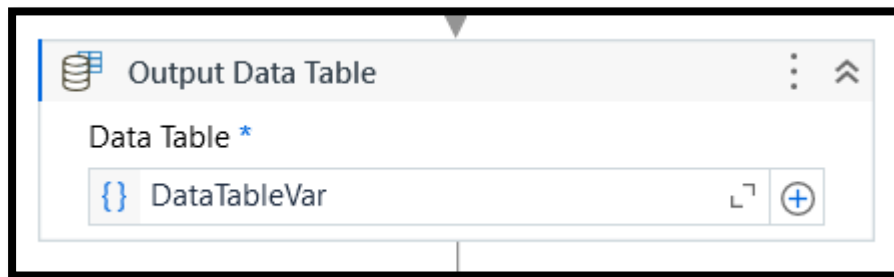 Output Data Table
Data Table *
{} DataTableVar